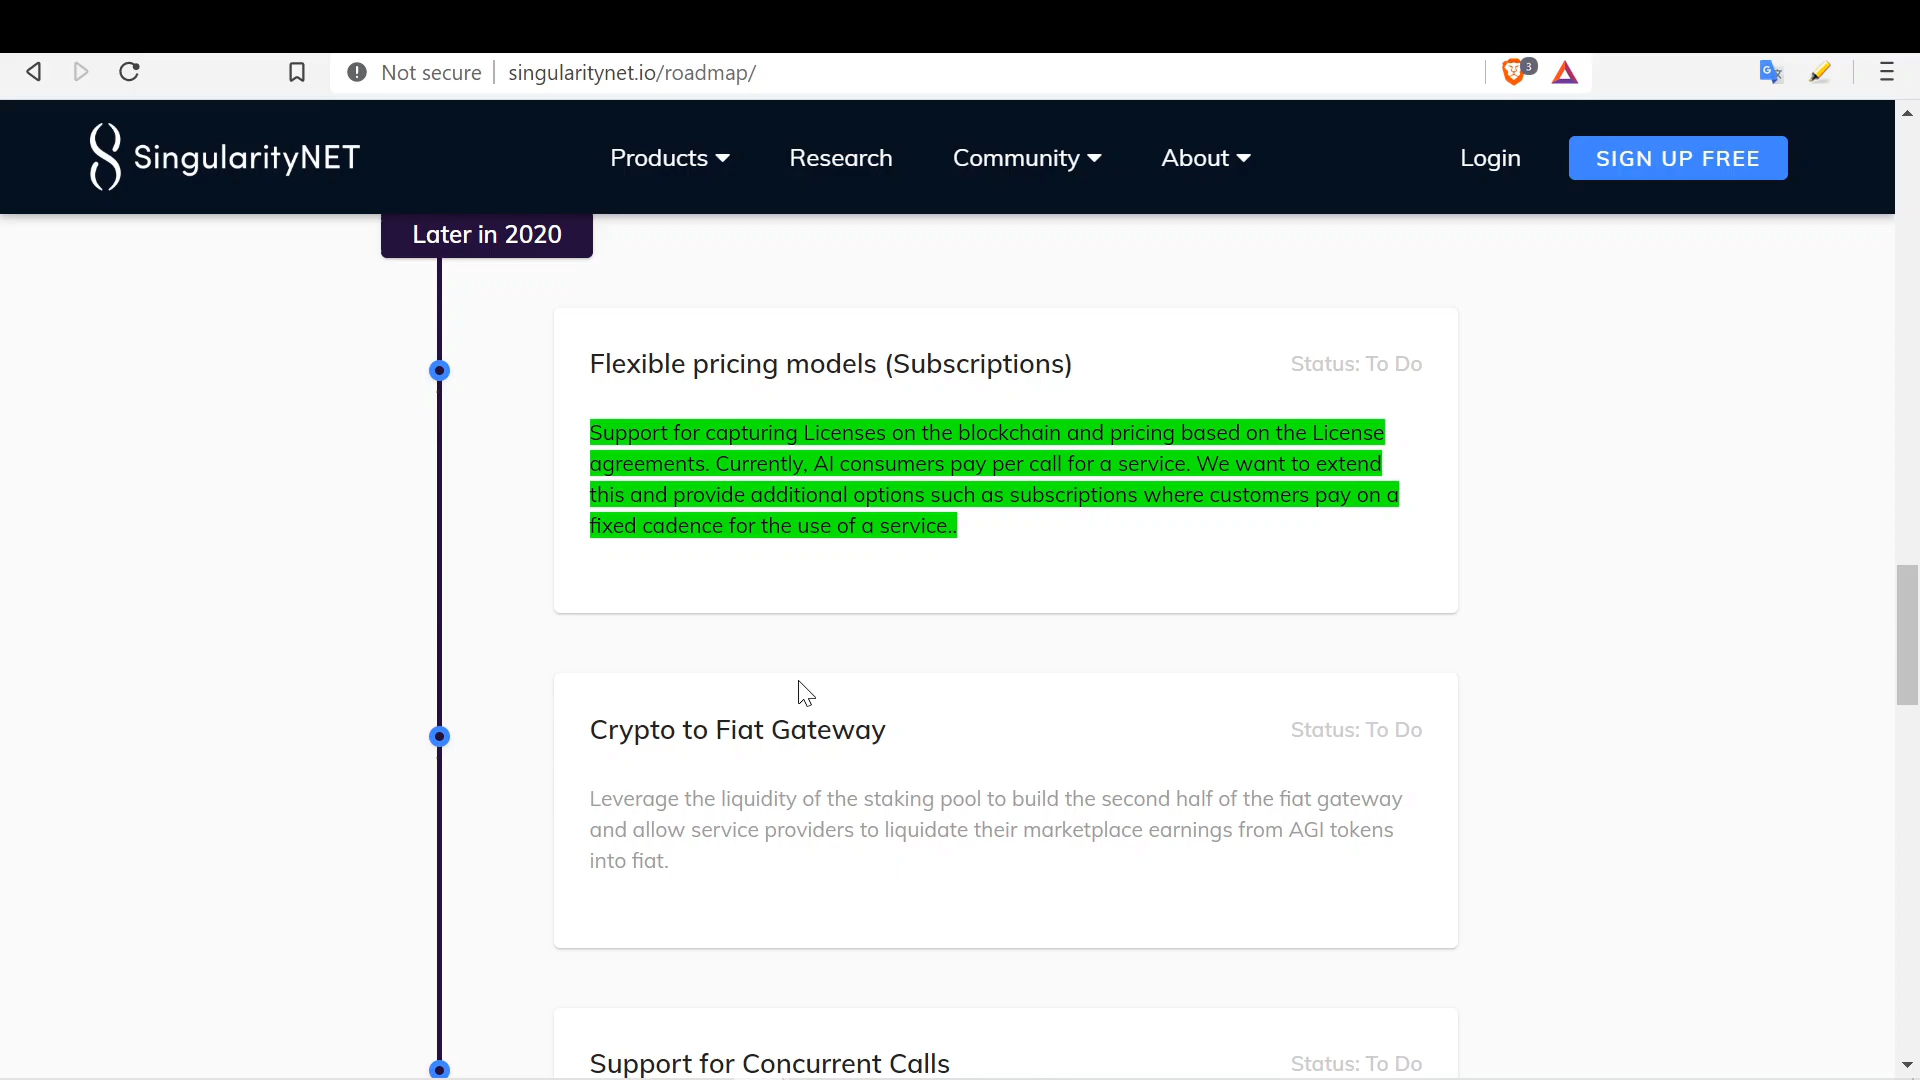 Not secure
singularitynet.io/roadmap/
3
SingularityNET
Products
Research
Community
About
Login
SIGN UP FREE
Later in 2020
Flexible pricing models (Subscriptions)
Status: To Do
Support for capturing Licenses on the blockchain and pricing based on the License
agreements. Currently, AI consumers pay per call for a service. We want to extend
this and provide additional options such as subscriptions where customers pay on a
fixed cadence for the use of a service..
Crypto to Fiat Gateway
Status: To Do
Leverage the liquidity of the staking pool to build the second half of the fiat gateway
and allow service providers to liquidate their marketplace earnings from AGI tokens
into fiat.
Support for Concurrent Calls
Status: To Do